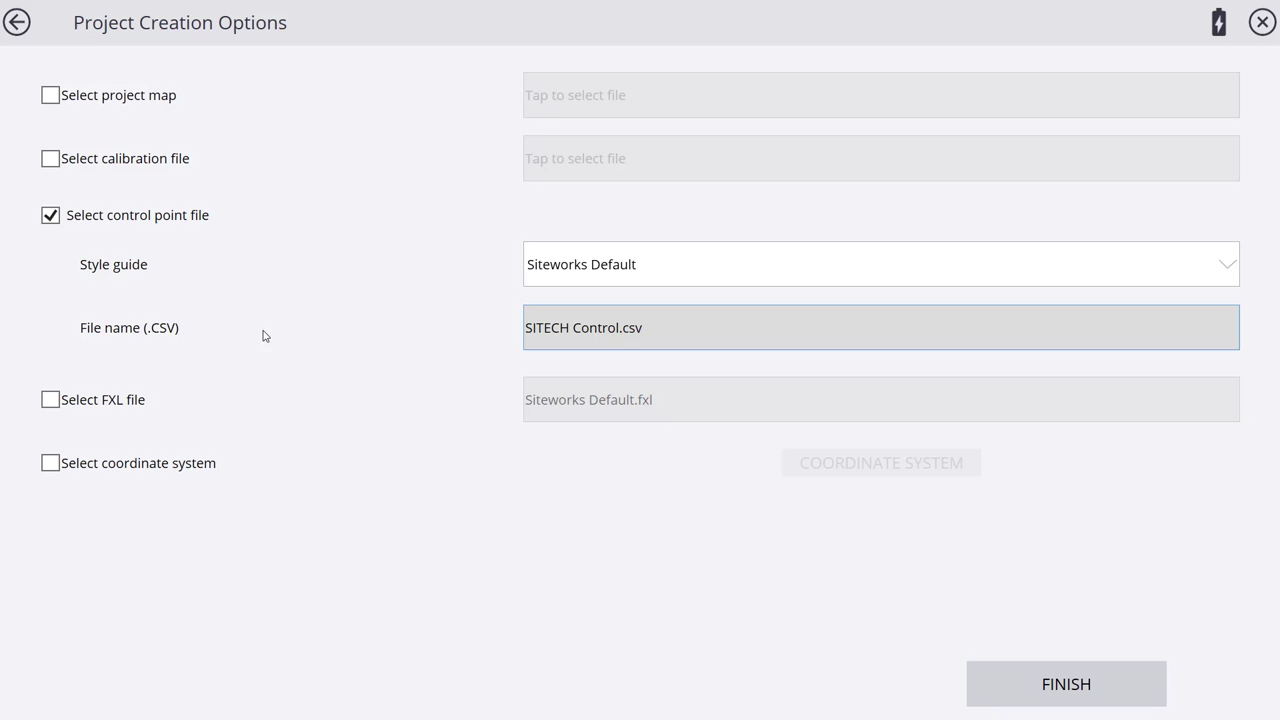 Project Creation Options
Select project map
Tap to select file
Select calibration file
Tap to select file
Select control point file
Style guide
Siteworks Default
File name (.CSV)
SITECH Control.csv
Select FXL file
Siteworks Default.fxl
Select coordinate system
COORDINATE SYSTEM
FINISH